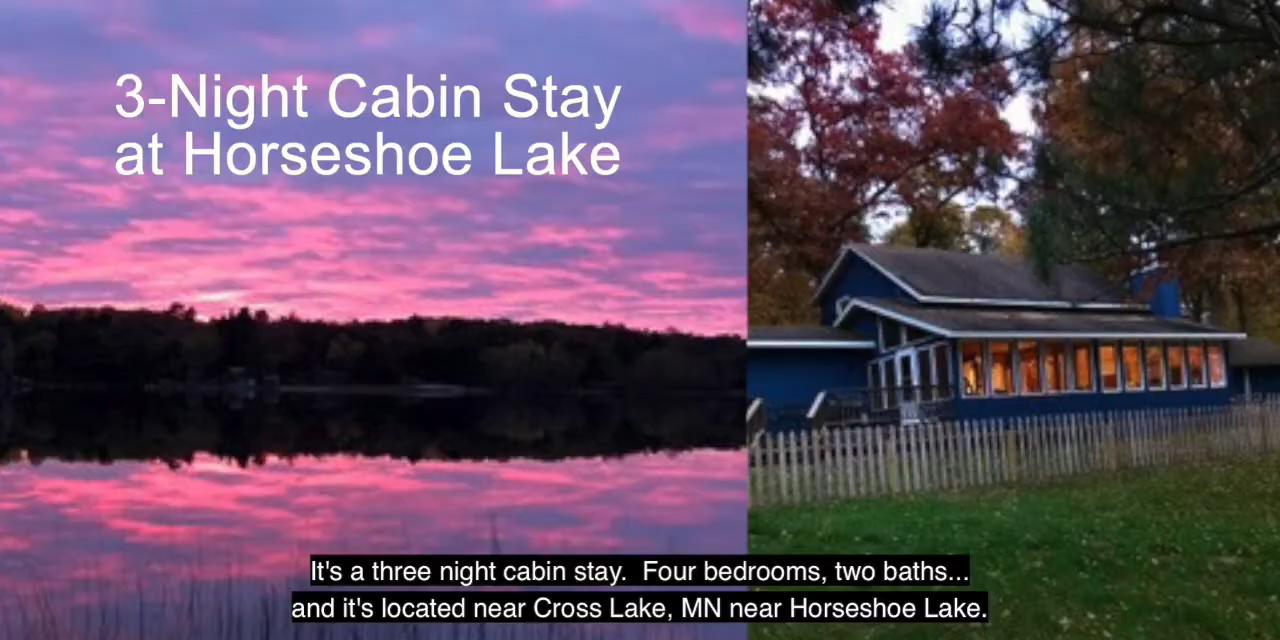 3-Night Cabin Stay
at Horseshoe Lake
It's a three night cabin stay.  Four bedrooms, two baths...
and it's located near Cross Lake, MN near Horseshoe Lake.